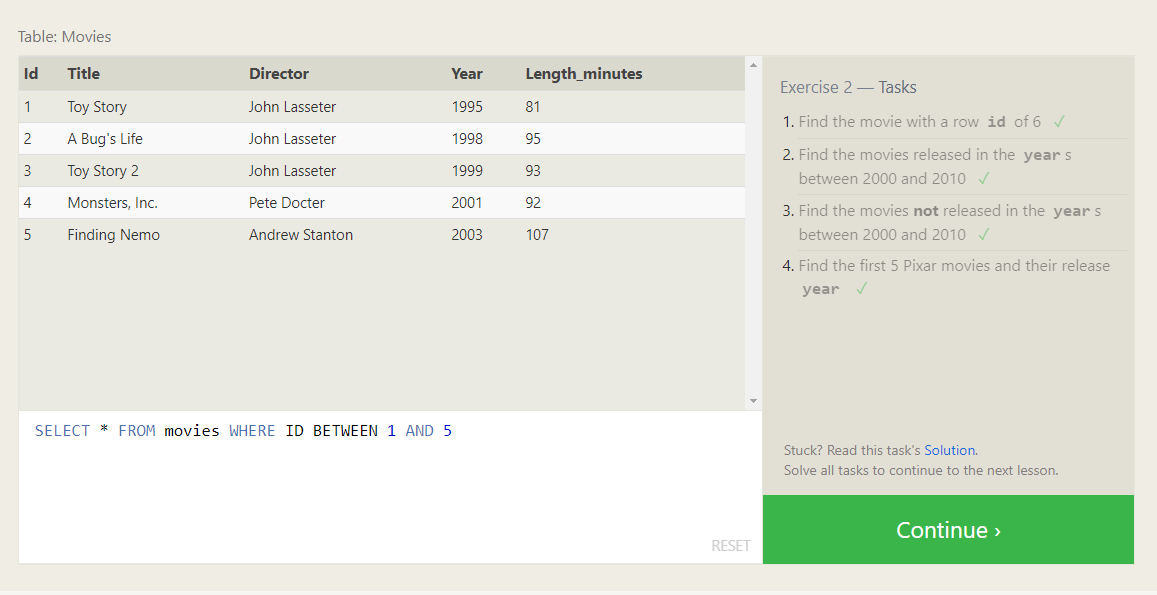 Table: Movies
Id Title Director Year Length_minutes
1 Toy Story John Lasseter 1995 81
2 A Bug's Life John Lasseter 1998 95
3 Toy Story 2 John Lasseter 1999 93
4 Monsters, Inc. Pete Docter 2001 92
5 Finding Nemo Andrew Stanton 2003 107
SELECT * FROM movies WHERE ID BETWEEN 1 AND 5
RESET
Exercise 2 — Tasks
1. Find the movie with a row id of 6 ✓
2. Find the movies released in the year s
between 2000 and 2010 ✓
3. Find the movies not released in the year s
between 2000 and 2010 ✓
4. Find the first 5 Pixar movies and their release
year ✓
Stuck? Read this task's Solution.
Solve all tasks to continue to the next lesson.
Continue ›